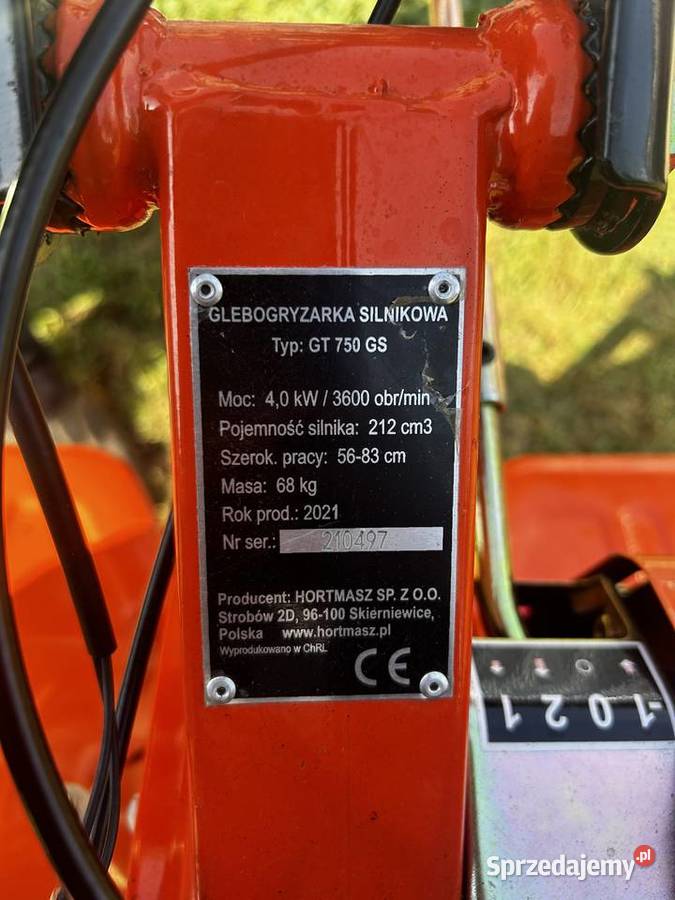 GLEBOGRYZARKA SILNIKOWA
Typ: GT 750 GS
Moc: 4,0 kW / 3600 obr/min
Pojemność silnika: 212 cm3
Szerok. pracy: 56-83 cm
Masa: 68 kg
Rok prod.: 2021
Nr ser.: 210497
Producent: HORTMASZ SP. Z O.O.
Strobów 2D, 96-100 Skierniewice,
Polska www.hortmasz.pl
Wyprodukowano w ChRL
CE
-1 0 2 1
Sprzedajemy.pl